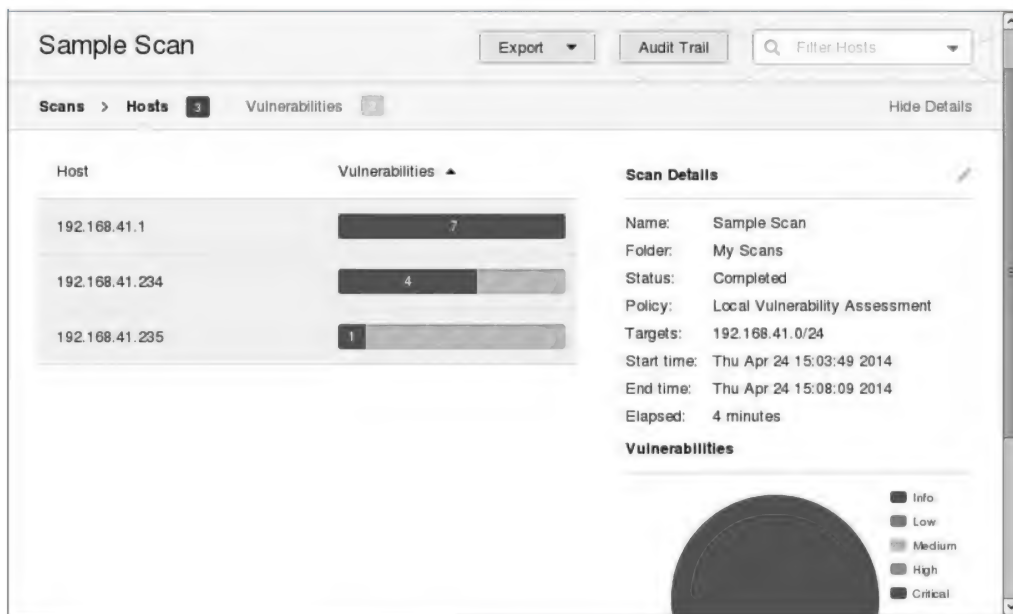 Sample Scan
Export
Audit Trail
Filter Hosts
Scans > Hosts 3 Vulnerabilities
Hide Details
Host Vulnerabilities
192.168.41.1 7
192.168.41.234 4
192.168.41.235 1
Scan Details
Name: Sample Scan
Folder: My Scans
Status: Completed
Policy: Local Vulnerability Assessment
Targets: 192.168.41.0/24
Start time: Thu Apr 24 15:03:49 2014
End time: Thu Apr 24 15:08:09 2014
Elapsed: 4 minutes
Vulnerabilities
Info
Low
Medium
High
Critical